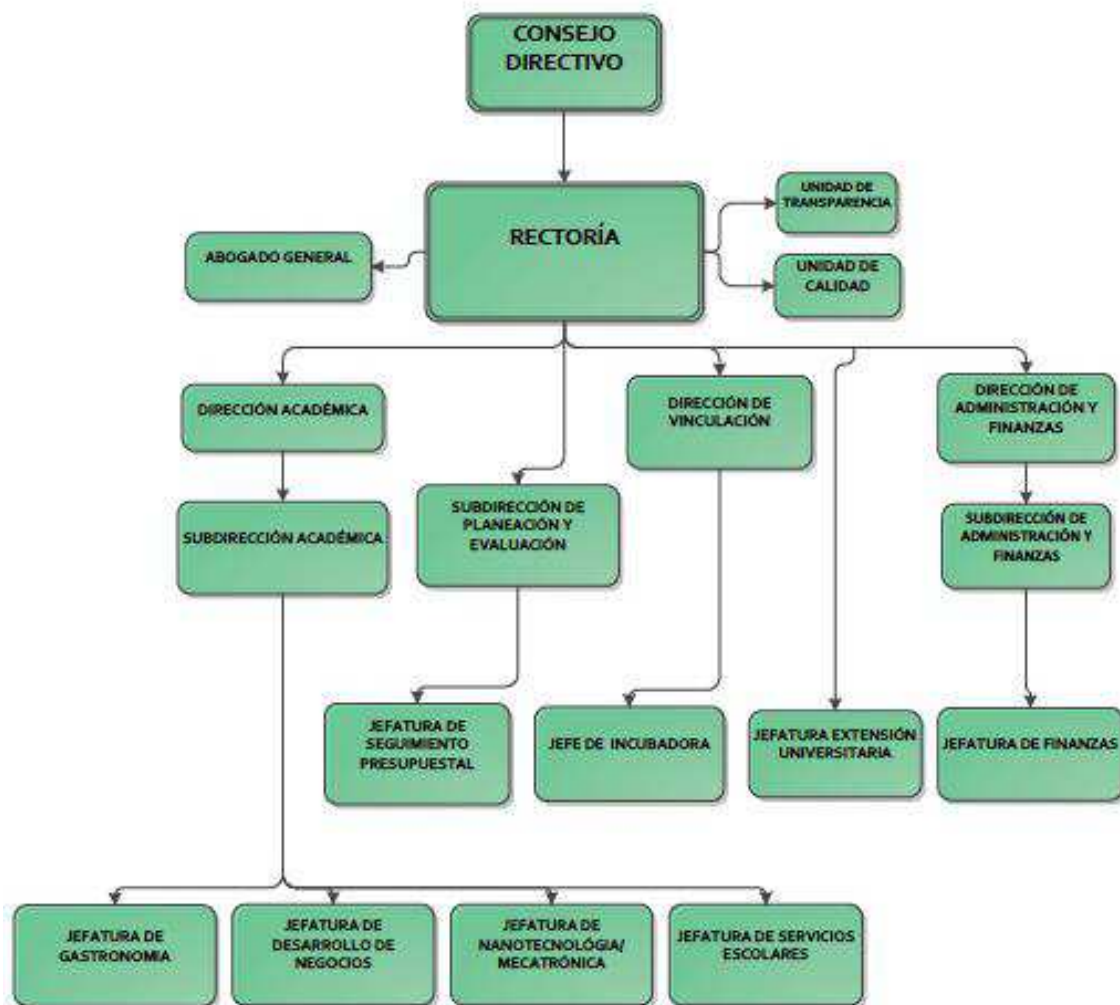 CONSEJO
DIRECTIVO
RECTORÍA
UNIDAD DE
TRANSPARENCIA
ABOGADO GENERAL
UNIDAD DE
CALIDAD
DIRECCIÓN ACADÉMICA
DIRECCIÓN DE
VINCULACIÓN
DIRECCIÓN DE
ADMINISTRACIÓN Y
FINANZAS
SUBDIRECCIÓN ACADÉMICA
SUBDIRECCIÓN DE
PLANEACIÓN Y
EVALUACIÓN
SUBDIRECCIÓN DE
ADMINISTRACIÓN Y
FINANZAS
JEFATURA DE
SEGUIMIENTO
PRESUPUESTAL
JEFE DE INCUBADORA
JEFATURA EXTENSIÓN
UNIVERSITARIA
JEFATURA DE FINANZAS
JEFATURA DE
GASTRONOMIA
JEFATURA DE
DESARROLLO DE
NEGOCIOS
JEFATURA DE
NANOTECNOLÓGIA/
MECATRÓNICA
JEFATURA DE SERVICIOS
ESCOLARES